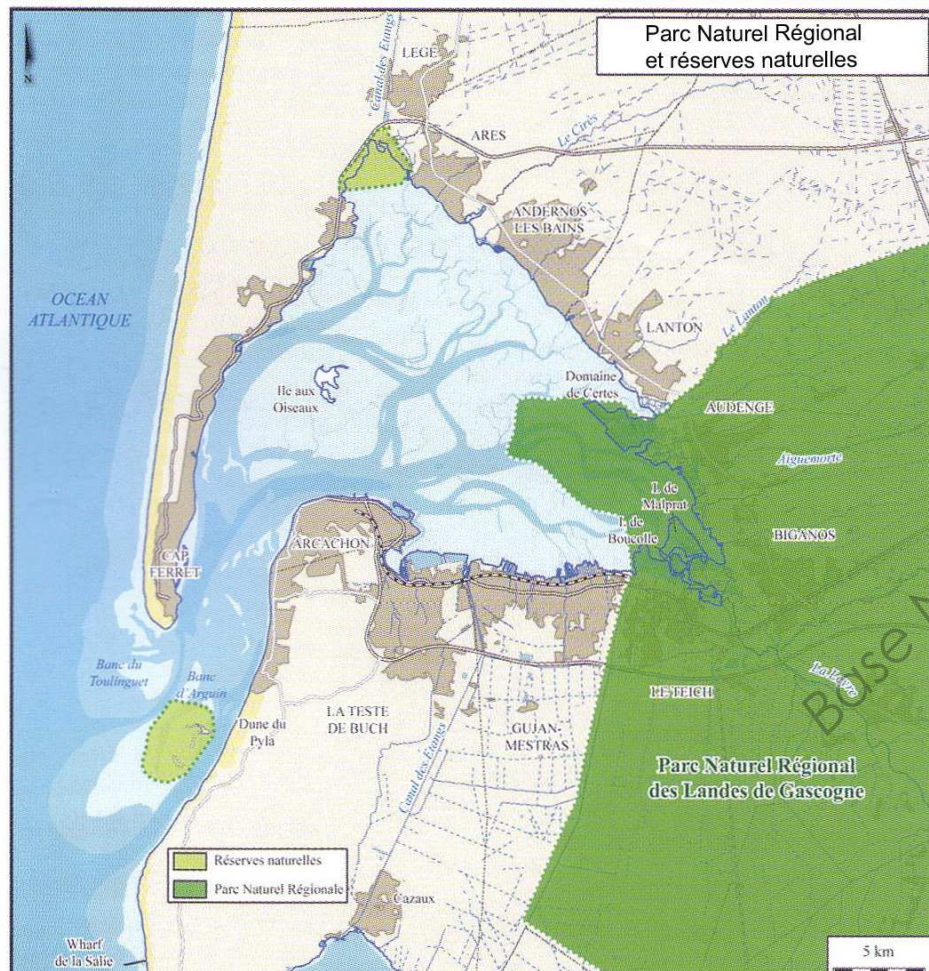 Parc Naturel Régional
et réserves naturelles
N
LEGE
Canal des Etangs
ARES
Le Cirès
ANDERNOS
LES BAINS
OCEAN
ATLANTIQUE
LANTON
Le Lanton
Ile aux
Oiseaux
Domaine
de Certes
AUDENGE
Aiguemorte
I. de
Malprat
I. de
Boucolle
BIGANOS
ARCACHON
CAP
FERRET
Banc du
Toulinguet
Banc
d'Arguin
La Leyre
LE TEICH
Dune du
Pyla
LA TESTE
DE BUCH
GUJAN-
MESTRAS
Canal des Etangs
Parc Naturel Régional
des Landes de Gascogne
Réserves naturelles
Parc Naturel Régionale
Cazaux
Wharf
de la Salie
5 km
Base